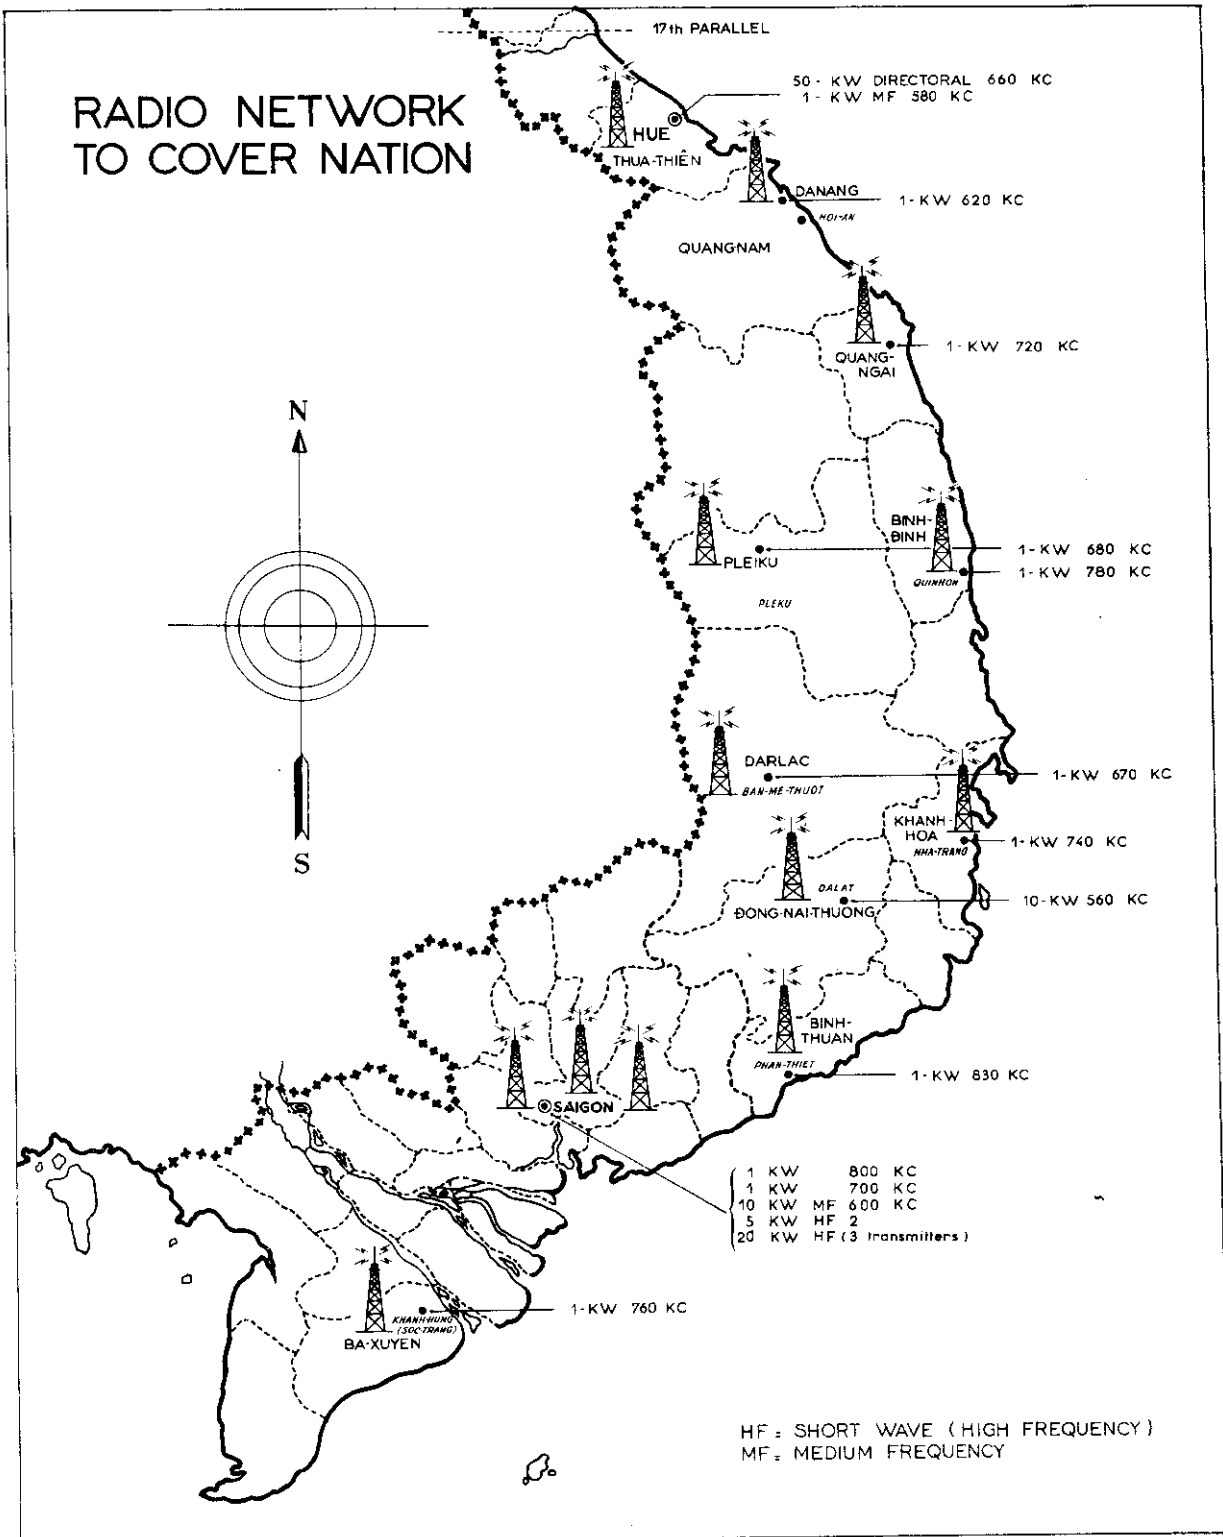 17th PARALLEL
RADIO NETWORK
TO COVER NATION
50 - KW DIRECTORAL 660 KC
1 - KW MF 580 KC
HUE
THUA-THIÊN
DANANG
1-KW 620 KC
HOI-AN
QUANG-NAM
1-KW 720 KC
QUANG-
NGAI
N
BINH-
ĐINH
PLEIKU
1-KW 680 KC
1-KW 780 KC
QUINHON
PLEKU
DARLAC
BAN-ME-THUOT
1-KW 670 KC
KHANH-
HOA
NHA-TRANG
1-KW 740 KC
S
DALAT
ĐONG-NAI-THUONG
10-KW 560 KC
BINH-
THUAN
PHAN-THIET
1-KW 830 KC
SAIGON
1 KW 800 KC
1 KW 700 KC
10 KW MF 600 KC
5 KW HF 2
20 KW HF (3 transmitters)
1-KW 760 KC
KHANH-HUNG
(SOC-TRANG)
BA-XUYEN
HF = SHORT WAVE (HIGH FREQUENCY)
MF = MEDIUM FREQUENCY